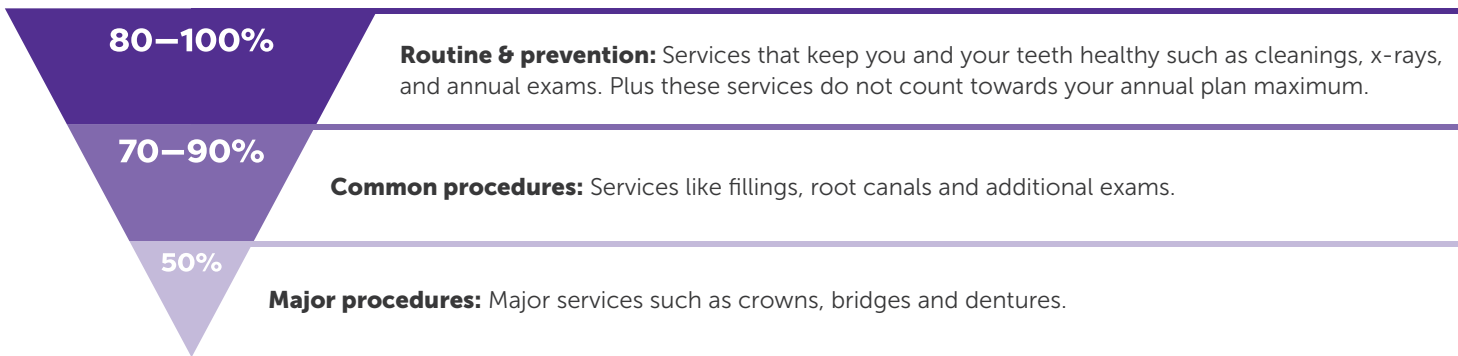 80–100%
Routine & prevention: Services that keep you and your teeth healthy such as cleanings, x-rays,
and annual exams. Plus these services do not count towards your annual plan maximum.
70–90%
Common procedures: Services like fillings, root canals and additional exams.
50%
Major procedures: Major services such as crowns, bridges and dentures.